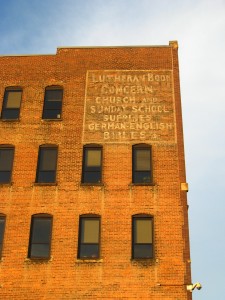 LUTHERAN BOOK
CONCERN
CHURCH AND
SUNDAY SCHOOL
SUPPLIES
GERMAN ENGLISH
BIBLES